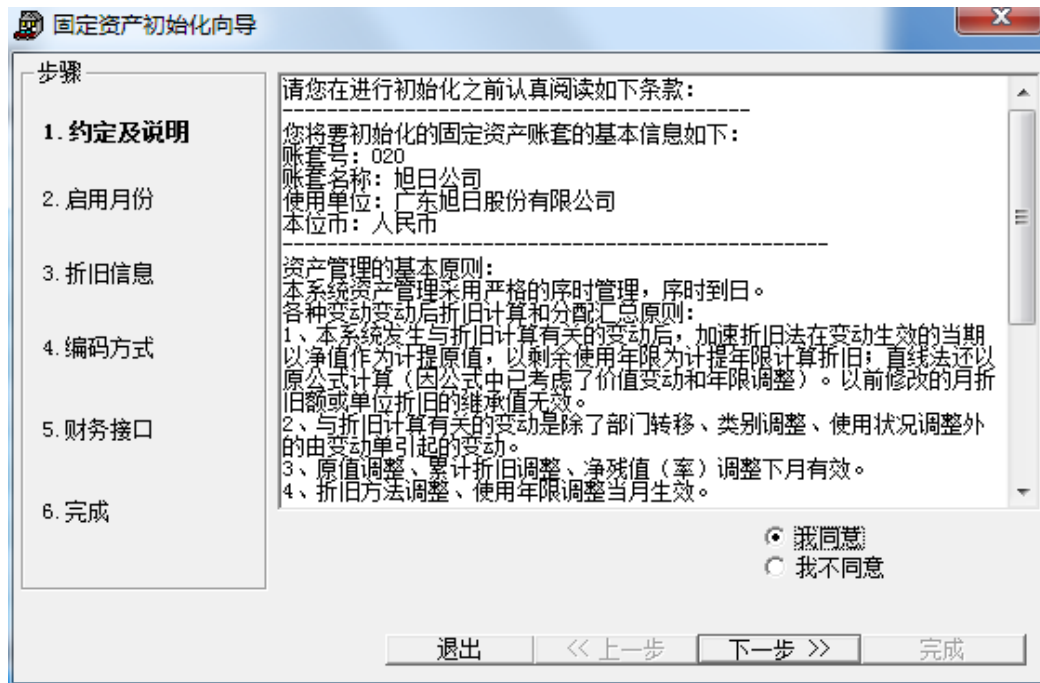 固定资产初始化向导
步骤
1.约定及说明
2.启用月份
3.折旧信息
4.编码方式
5.财务接口
6.完成
请您在进行初始化之前认真阅读如下条款：
-------------------------------------------
您将要初始化的固定资产账套的基本信息如下：
账套号：020
账套名称：旭日公司
使用单位：广东旭日股份有限公司
本位币：人民币
--------------------------------------------------
资产管理的基本原则：
本系统资产管理采用严格的序时管理，序时到日。
各种变动变动后折旧计算和分配汇总原则：
1、本系统发生与折旧计算有关的变动后，加速折旧法在变动生效的当期
以净值作为计提原值，以剩余使用年限为计提年限计算折旧；直线法还以
原公式计算（因公式中已考虑了价值变动和年限调整）。以前修改的月折
旧额或单位折旧的继承值无效。
2、与折旧计算有关的变动是除了部门转移、类别调整、使用状况调整外
的由变动单引起的变动。
3、原值调整、累计折旧调整、净残值（率）调整下月有效。
4、折旧方法调整、使用年限调整当月生效。
我同意
我不同意
退出
<< 上一步
下一步 >>
完成